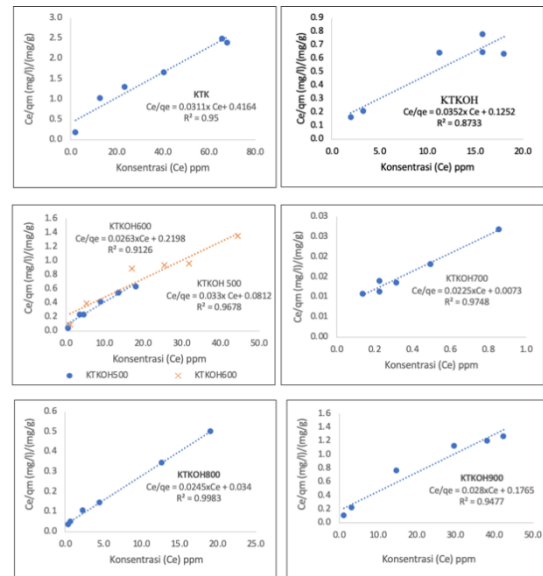 Ce/qm (mg/l)/(mg/g)
3.0
2.5
2.0
1.5
1.0
0.5
0.0
KTK
Ce/qe = 0.0311x Ce + 0.4164
R² = 0.95
0.0 20.0 40.0 60.0 80.0
Konsentrasi (Ce) ppm
Ce/qm (mg/l)/(mg/g)
0.9
0.8
0.7
0.6
0.5
0.4
0.3
0.2
0.1
0.0
KTKOH
Ce/qe = 0.0352x Ce + 0.1252
R² = 0.8733
0.0 5.0 10.0 15.0 20.0
Konsentrasi (Ce) ppm
Ce/qm (mg/l)/(mg/g)
1.6
1.4
1.2
1.0
0.8
0.6
0.4
0.2
0.0
KTKOH600
Ce/qe = 0.0263xCe + 0.2198
R² = 0.9126
KTKOH 500
Ce/qe = 0.033x Ce+ 0.0812
R² = 0.9678
0.0 10.0 20.0 30.0 40.0 50.0
Konsentrasi (Ce) ppm
KTKOH500 KTKOH600
Ce/qm (mg/l)/(mg/g)
0.03
0.02
0.02
0.01
0.01
0.00
KTKOH700
Ce/qe = 0.0225xCe + 0.0073
R² = 0.9748
0.0 0.2 0.4 0.6 0.8 1.0
Konsentrasi (Ce) ppm
Ce/qm (mg/l)/(mg/g)
0.6
0.5
0.4
0.3
0.2
0.1
0.0
KTKOH800
Ce/qe = 0.0245xCe + 0.034
R² = 0.9983
0.0 5.0 10.0 15.0 20.0 25.0
Konsentrasi (Ce) ppm
Ce/qm (mg/l)/(mg/g)
1.6
1.4
1.2
1.0
0.8
0.6
0.4
0.2
0.0
KTKOH900
Ce/qe = 0.028xCe + 0.1765
R² = 0.9477
0.0 10.0 20.0 30.0 40.0 50.0
Konsentrasi (Ce) ppm